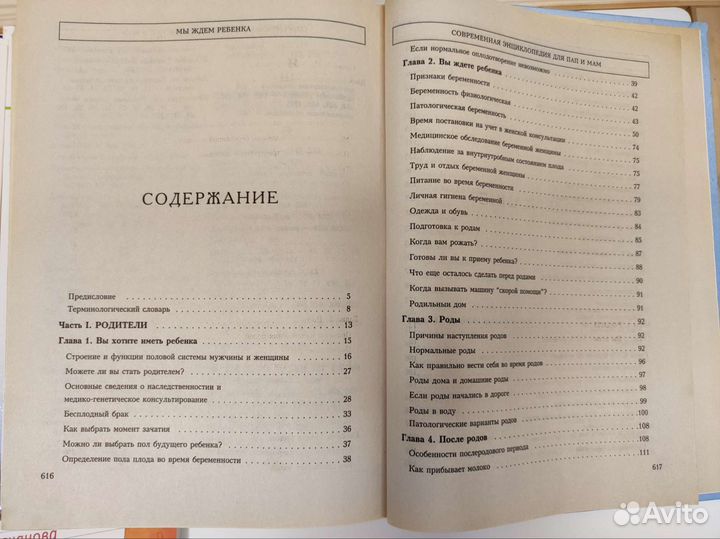 МЫ ЖДЕМ РЕБЕНКА
СОДЕРЖАНИЕ
Предисловие 5
Терминологический словарь 8
Часть I. РОДИТЕЛИ 13
Глава 1. Вы хотите иметь ребенка 15
Строение и функции половой системы мужчины и женщины 16
Можете ли вы стать родителем? 27
Основные сведения о наследственности и
медико-генетическое консультирование 28
Бесплодный брак 33
Как выбрать момент зачатия 36
Можно ли выбрать пол будущего ребенка? 37
Определение пола плода во время беременности 38
616
СОВРЕМЕННАЯ ЭНЦИКЛОПЕДИЯ ДЛЯ ПАП И МАМ
Если нормальное оплодотворение невозможно 39
Глава 2. Вы ждете ребенка 42
Признаки беременности 42
Беременность физиологическая 43
Патологическая беременность 50
Время постановки на учет в женской консультации 74
Медицинское обследование беременной женщины 75
Наблюдение за внутриутробным состоянием плода 75
Труд и отдых беременной женщины 77
Питание во время беременности 79
Личная гигиена беременной 83
Одежда и обувь 84
Подготовка к родам 85
Когда вам рожать? 87
Готовы ли вы к приему ребенка? 88
Что еще осталось сделать перед родами 91
Когда вызывать машину "скорой помощи"? 91
Родильный дом 91
Глава 3. Роды 92
Причины наступления родов 92
Нормальные роды 92
Как правильно вести себя во время родов 96
Роды дома и домашние роды 97
Если роды начались в дороге 98
Роды в воду 99
Патологические варианты родов 100
Глава 4. После родов 108
Особенности послеродового периода 108
Как прибывает молоко 111
617
Avito